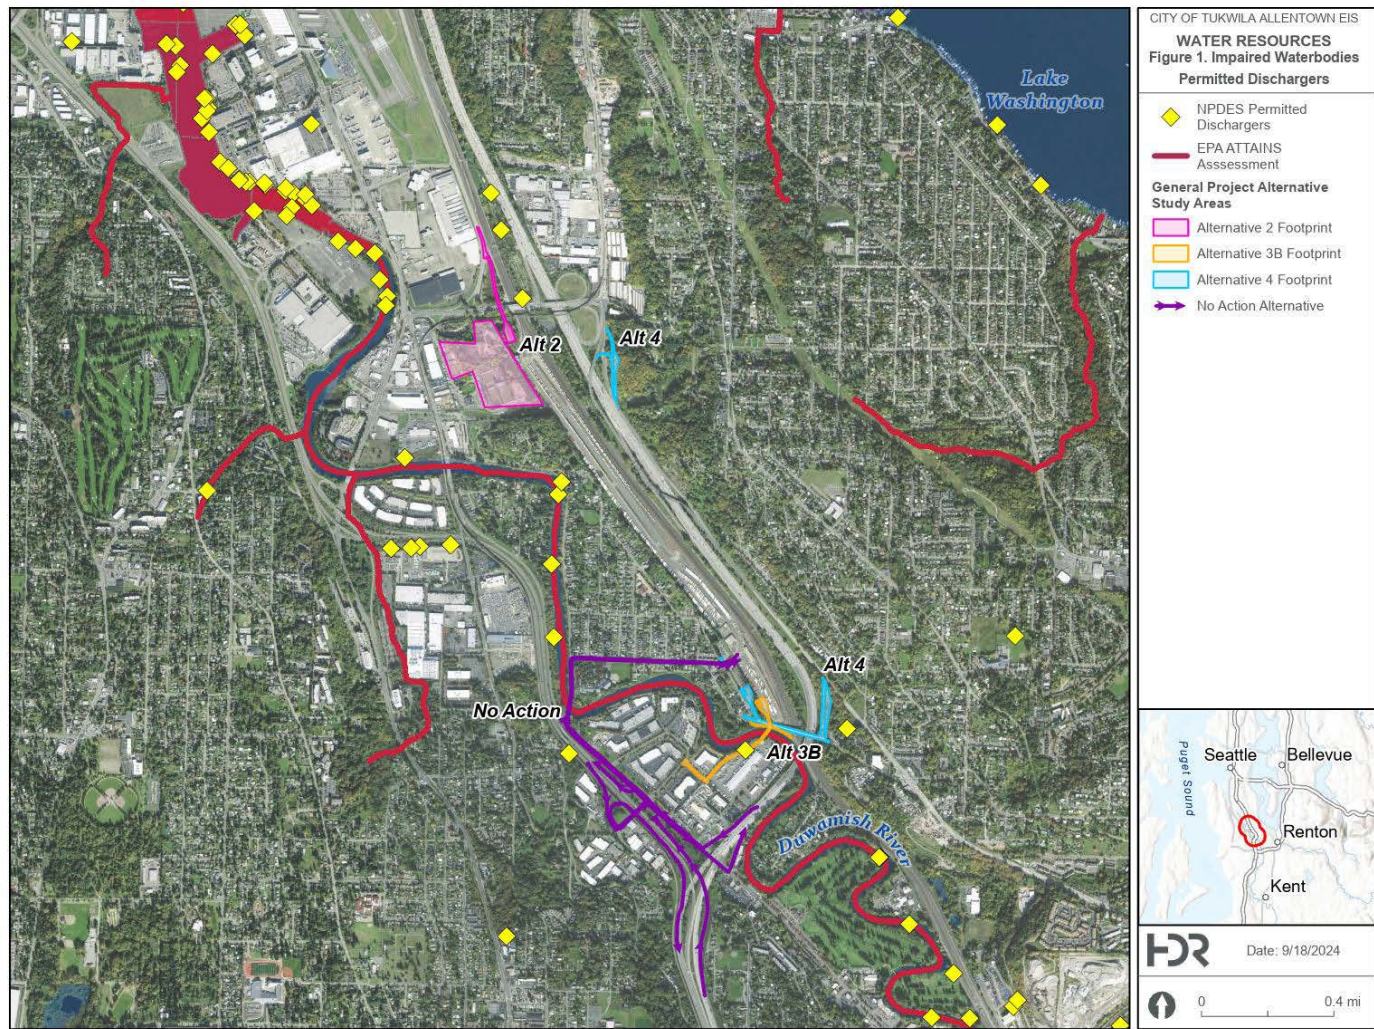 CITY OF TUKWILA ALLENTOWN EIS
WATER RESOURCES
Figure 1. Impaired Waterbodies
Permitted Dischargers
NPDES Permitted
Dischargers
EPA ATTAINS
Asssessment
General Project Alternative
Study Areas
Alternative 2 Footprint
Alternative 3B Footprint
Alternative 4 Footprint
No Action Alternative
Lake
Washington
Alt 2
Alt 4
Alt 4
No Action
Alt 3B
Duwamish River
Puget Sound
Seattle
Bellevue
Renton
Kent
HDR
Date: 9/18/2024
0 0.4 mi